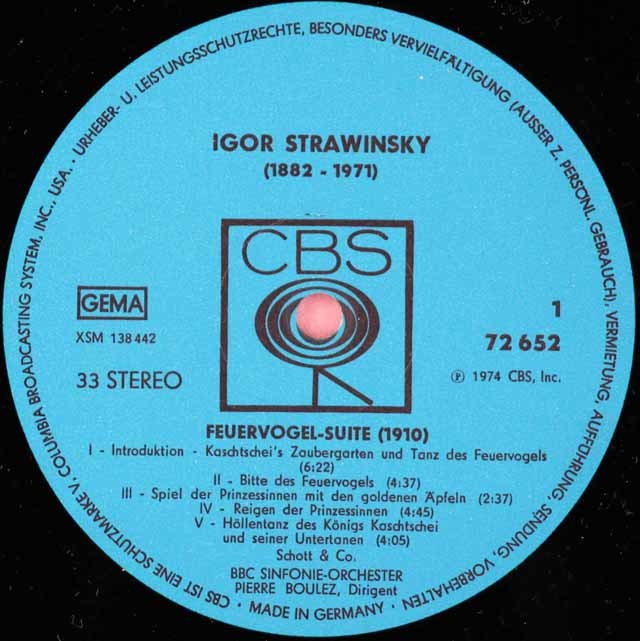 IGOR STRAWINSKY
(1882 - 1971)
CBS
GEMA
XSM 138442
33 STEREO
1
72 652
℗ 1974 CBS, Inc.
FEUERVOGEL-SUITE (1910)
I - Introduktion - Kaschtschei's Zaubergarten und Tanz des Feuervogels
(6:22)
II - Bitte des Feuervogels (4:37)
III - Spiel der Prinzessinnen mit den goldenen Äpfeln (2:37)
IV - Reigen der Prinzessinnen (4:45)
V - Höllentanz des Königs Kaschtschei
und seiner Untertanen (4:05)
Schott & Co.
BBC SINFONIE-ORCHESTER
PIERRE BOULEZ, Dirigent
CBS IST EINE SCHUTZMARKE V. COLUMBIA BROADCASTING SYSTEM, INC., USA. · URHEBER- U. LEISTUNGSSCHUTZRECHTE, BESONDERS VERVIELFÄLTIGUNG (AUSSER Z. PERSÖNL. GEBRAUCH), VERMIETUNG, AUFFÜHRUNG, SENDUNG, VORBEHALTEN · MADE IN GERMANY ·